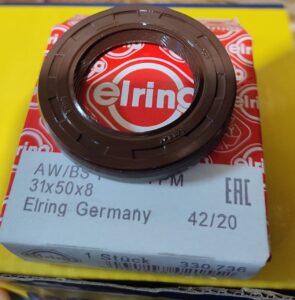 elring
AW/BS
31x50x8
EAC
Elring Germany
42/20
1 Stück